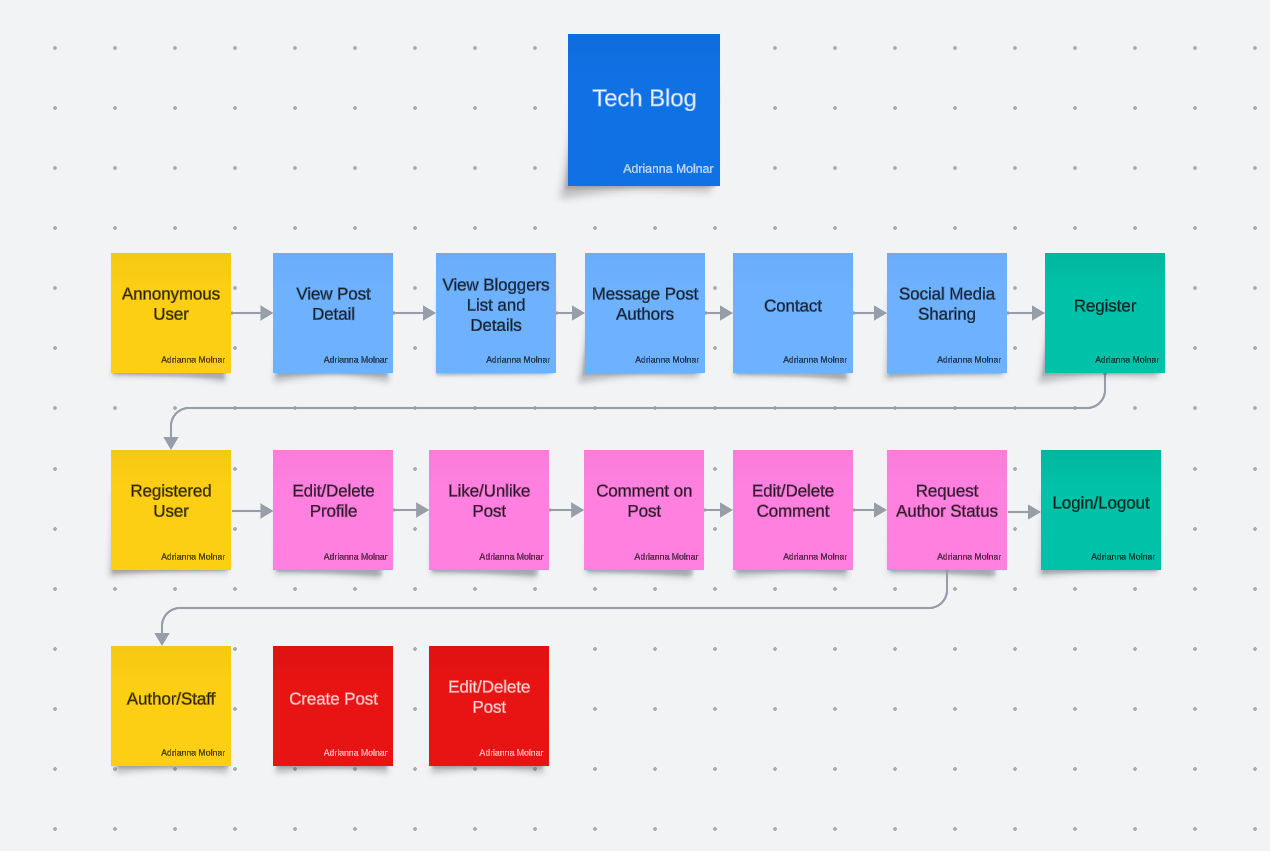 Tech Blog
Adrianna Molnar
Annonymous
User
Adrianna Molnar
View Post
Detail
Adrianna Molnar
View Bloggers
List and
Details
Adrianna Molnar
Message Post
Authors
Adrianna Molnar
Contact
Adrianna Molnar
Social Media
Sharing
Adrianna Molnar
Register
Adrianna Molnar
Registered
User
Adrianna Molnar
Edit/Delete
Profile
Adrianna Molnar
Like/Unlike
Post
Adrianna Molnar
Comment on
Post
Adrianna Molnar
Edit/Delete
Comment
Adrianna Molnar
Request
Author Status
Adrianna Molnar
Login/Logout
Adrianna Molnar
Author/Staff
Adrianna Molnar
Create Post
Adrianna Molnar
Edit/Delete
Post
Adrianna Molnar